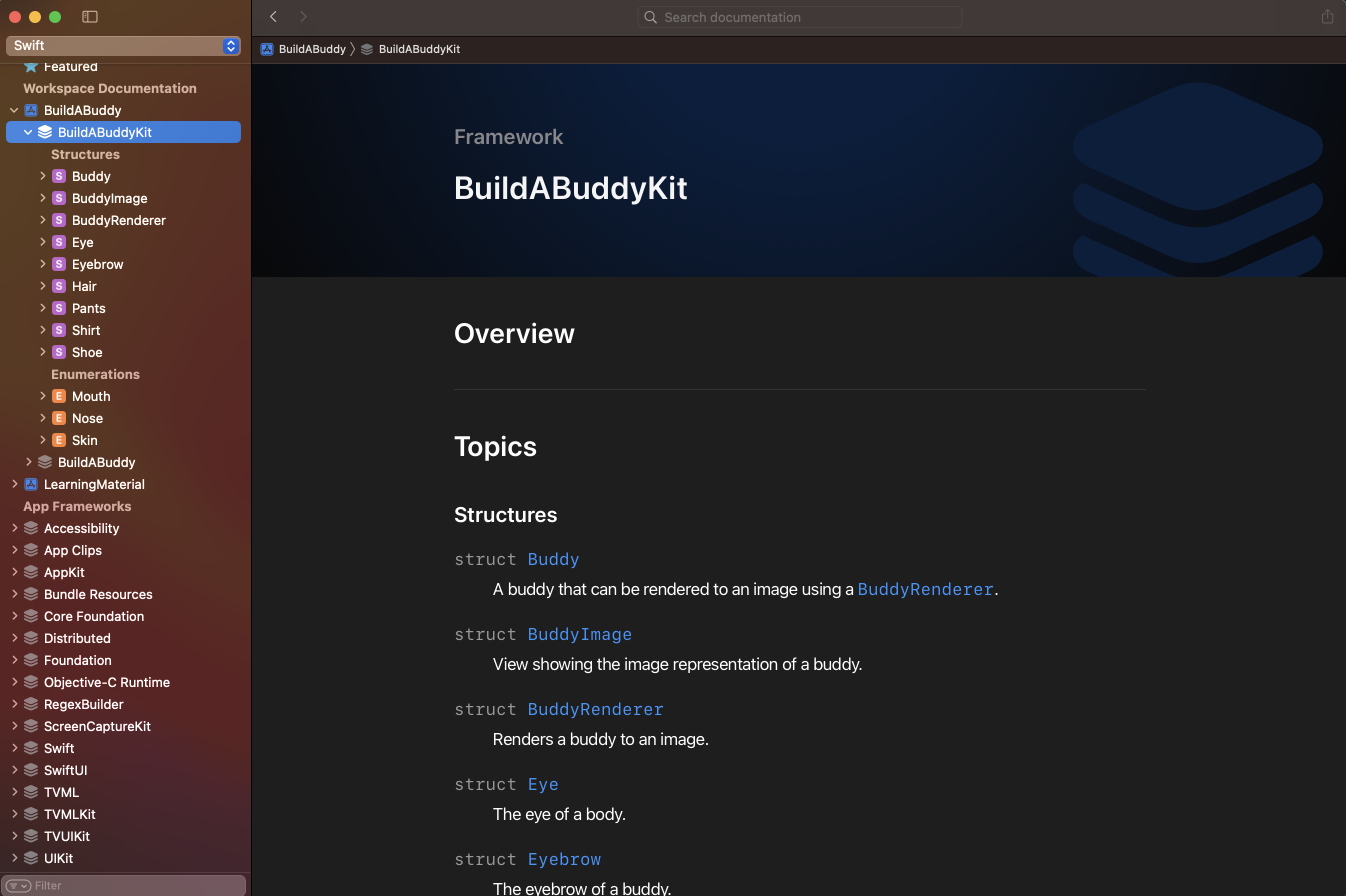 Swift
Featured
Workspace Documentation
BuildABuddy
BuildABuddyKit
Structures
S Buddy
S BuddyImage
S BuddyRenderer
S Eye
S Eyebrow
S Hair
S Pants
S Shirt
S Shoe
Enumerations
E Mouth
E Nose
E Skin
BuildABuddy
LearningMaterial
App Frameworks
Accessibility
App Clips
AppKit
Bundle Resources
Core Foundation
Distributed
Foundation
Objective-C Runtime
RegexBuilder
ScreenCaptureKit
Swift
SwiftUI
TVML
TVMLKit
TVUIKit
UIKit
Filter
Search documentation
BuildABuddy 〉 BuildABuddyKit
Framework
BuildABuddyKit
Overview
Topics
Structures
struct Buddy
A buddy that can be rendered to an image using a BuddyRenderer.
struct BuddyImage
View showing the image representation of a buddy.
struct BuddyRenderer
Renders a buddy to an image.
struct Eye
The eye of a body.
struct Eyebrow
The eyebrow of a buddy.